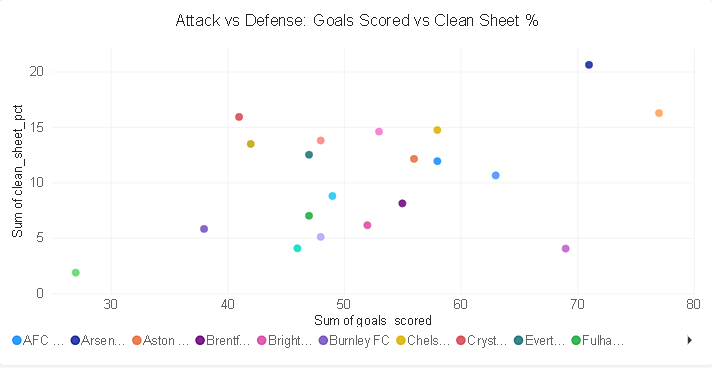 Attack vs Defense: Goals Scored vs Clean Sheet %
Sum of clean_sheet_pct
20
15
10
5
0
30 40 50 60 70 80
Sum of goals_scored
AFC ... Arsen... Aston ... Brentf... Bright... Burnley FC Chels... Cryst... Evert... Fulha...